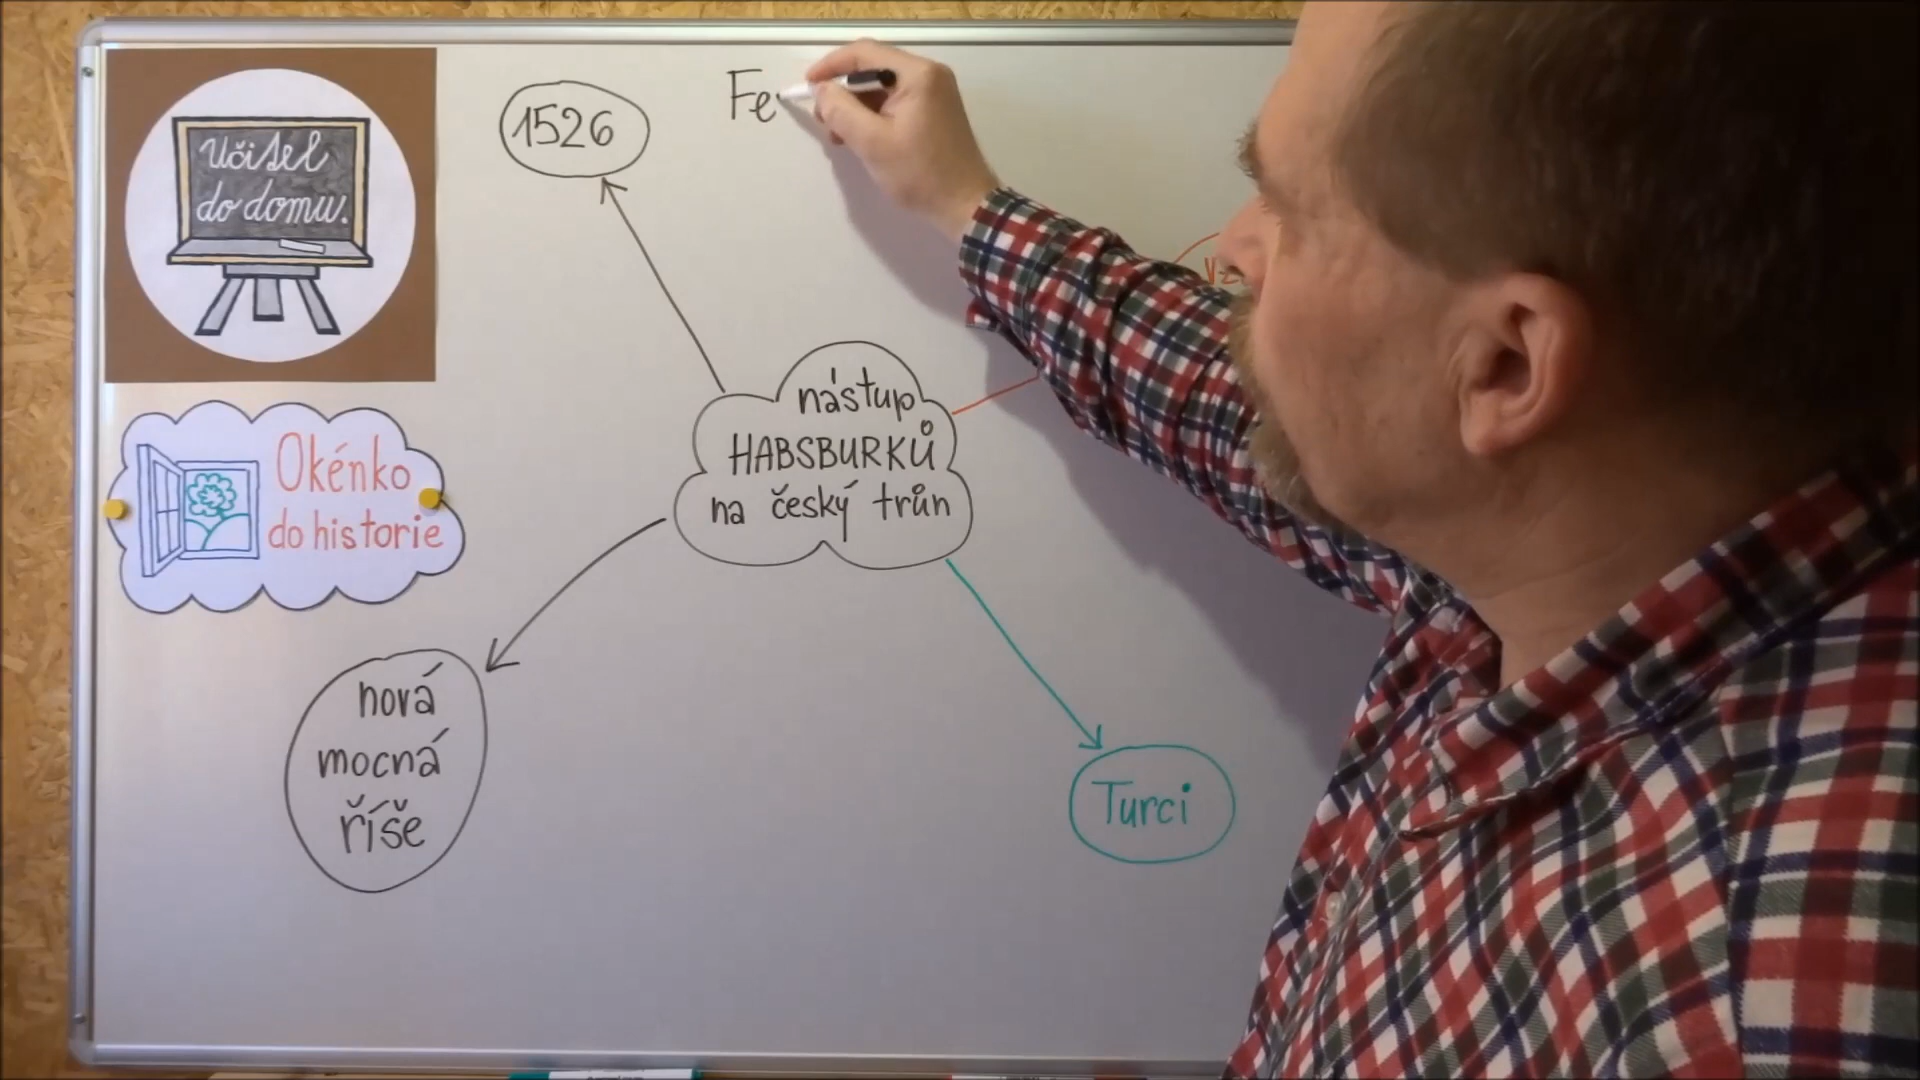 Učitel
do domu.
Okénko
do historie
1526
Fe
nástup
HABSBURKŮ
na český trůn
nová
mocná
říše
Turci